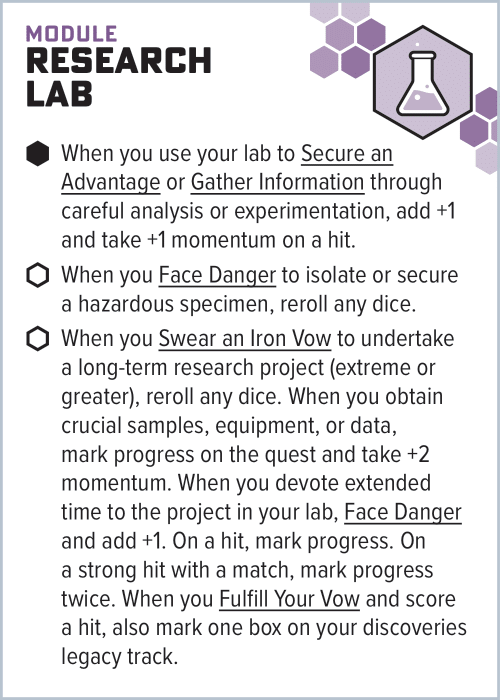 MODULE
RESEARCH
LAB
When you use your lab to Secure an
Advantage or Gather Information through
careful analysis or experimentation, add +1
and take +1 momentum on a hit.
When you Face Danger to isolate or secure
a hazardous specimen, reroll any dice.
When you Swear an Iron Vow to undertake
a long-term research project (extreme or
greater), reroll any dice. When you obtain
crucial samples, equipment, or data,
mark progress on the quest and take +2
momentum. When you devote extended
time to the project in your lab, Face Danger
and add +1. On a hit, mark progress. On
a strong hit with a match, mark progress
twice. When you Fulfill Your Vow and score
a hit, also mark one box on your discoveries
legacy track.